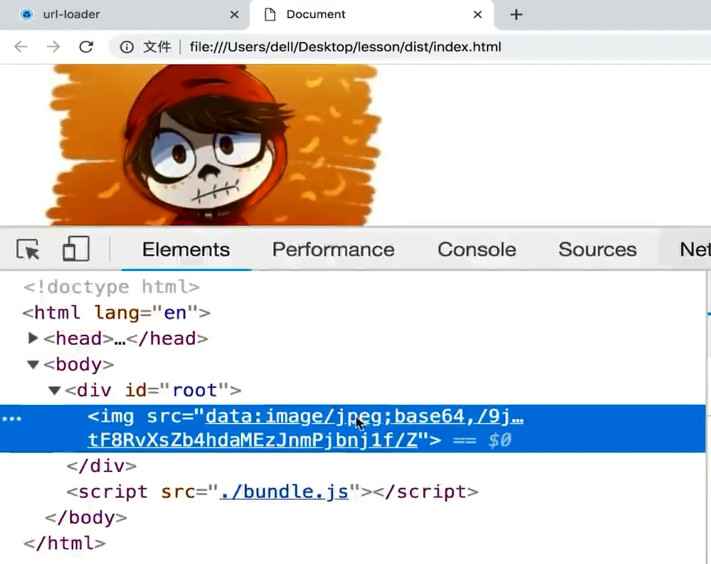 url-loader
Document
文件
file:///Users/dell/Desktop/lesson/dist/index.html
Elements Performance Console Sources Net
<!doctype html>
<html lang="en">
<head>…</head>
<body>
<div id="root">
<img src="data:image/jpeg;base64,/9j…
tF8RvXsZb4hdaMEzJnmPjbnj1f/Z"> == $0
</div>
<script src="./bundle.js"></script>
</body>
</html>